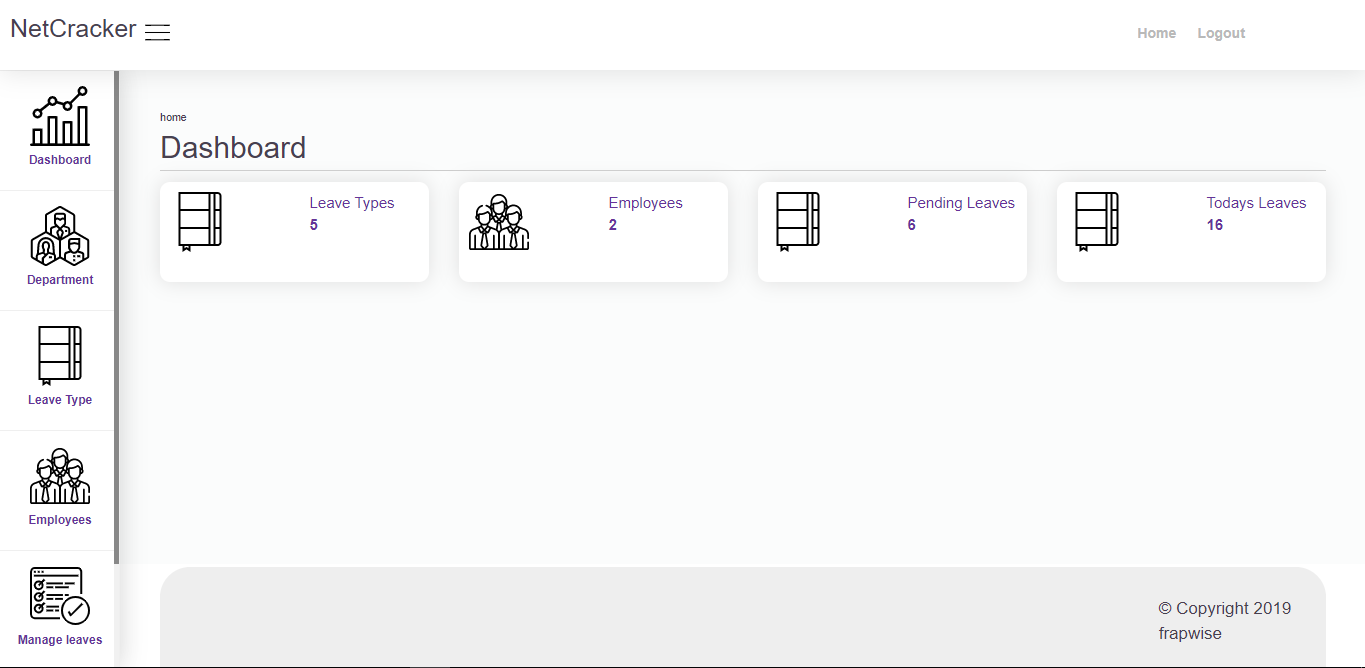 NetCracker
Home Logout
Dashboard
Department
Leave Type
Employees
Manage leaves
home
Dashboard
Leave Types
5
Employees
2
Pending Leaves
6
Todays Leaves
16
© Copyright 2019
frapwise